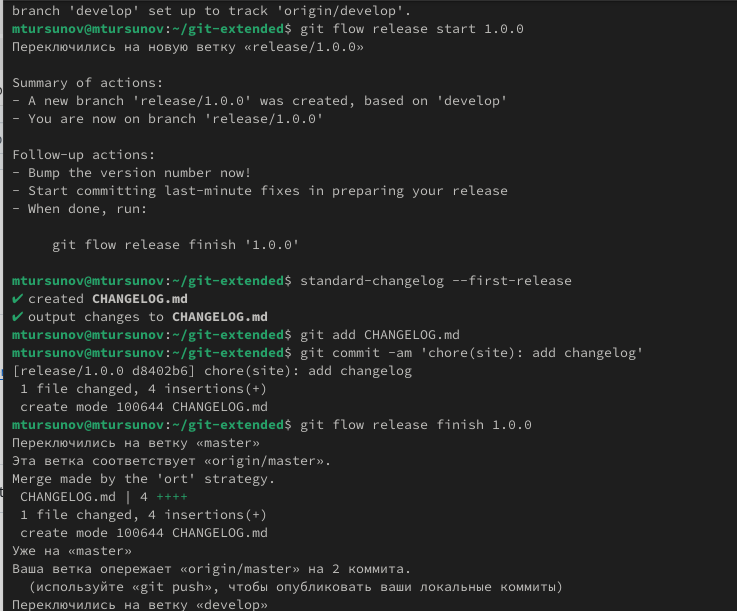 branch 'develop' set up to track 'origin/develop'.
mtursunov@mtursunov:~/git-extended$ git flow release start 1.0.0
Переключились на новую ветку «release/1.0.0»
Summary of actions:
- A new branch 'release/1.0.0' was created, based on 'develop'
- You are now on branch 'release/1.0.0'
Follow-up actions:
- Bump the version number now!
- Start committing last-minute fixes in preparing your release
- When done, run:
git flow release finish '1.0.0'
mtursunov@mtursunov:~/git-extended$ standard-changelog --first-release
✔ created CHANGELOG.md
✔ output changes to CHANGELOG.md
mtursunov@mtursunov:~/git-extended$ git add CHANGELOG.md
mtursunov@mtursunov:~/git-extended$ git commit -am 'chore(site): add changelog'
[release/1.0.0 d8402b6] chore(site): add changelog
1 file changed, 4 insertions(+)
create mode 100644 CHANGELOG.md
mtursunov@mtursunov:~/git-extended$ git flow release finish 1.0.0
Переключились на ветку «master»
Эта ветка соответствует «origin/master».
Merge made by the 'ort' strategy.
CHANGELOG.md | 4 ++++
1 file changed, 4 insertions(+)
create mode 100644 CHANGELOG.md
Уже на «master»
Ваша ветка опережает «origin/master» на 2 коммита.
(используйте «git push», чтобы опубликовать ваши локальные коммиты)
Переключились на ветку «develop»